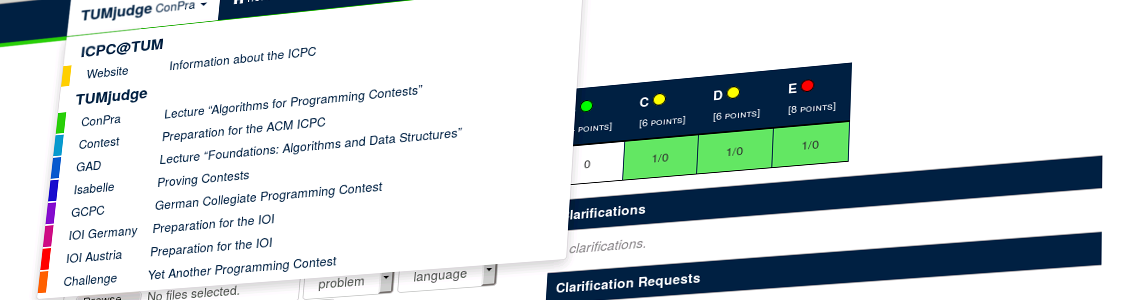 TUMjudge ConPra
ICPC@TUM
Website Information about the ICPC
TUMjudge
ConPra Lecture “Algorithms for Programming Contests”
Contest Preparation for the ACM ICPC
GAD Lecture “Foundations: Algorithms and Data Structures”
Isabelle Proving Contests
GCPC German Collegiate Programming Contest
IOI Germany Preparation for the IOI
IOI Austria Preparation for the IOI
Challenge Yet Another Programming Contest
Browse No files selected. problem language
C D E
POINTS] [6 POINTS] [6 POINTS] [8 POINTS]
0 1/0 1/0 1/0
larifications
clarifications.
Clarification Requests